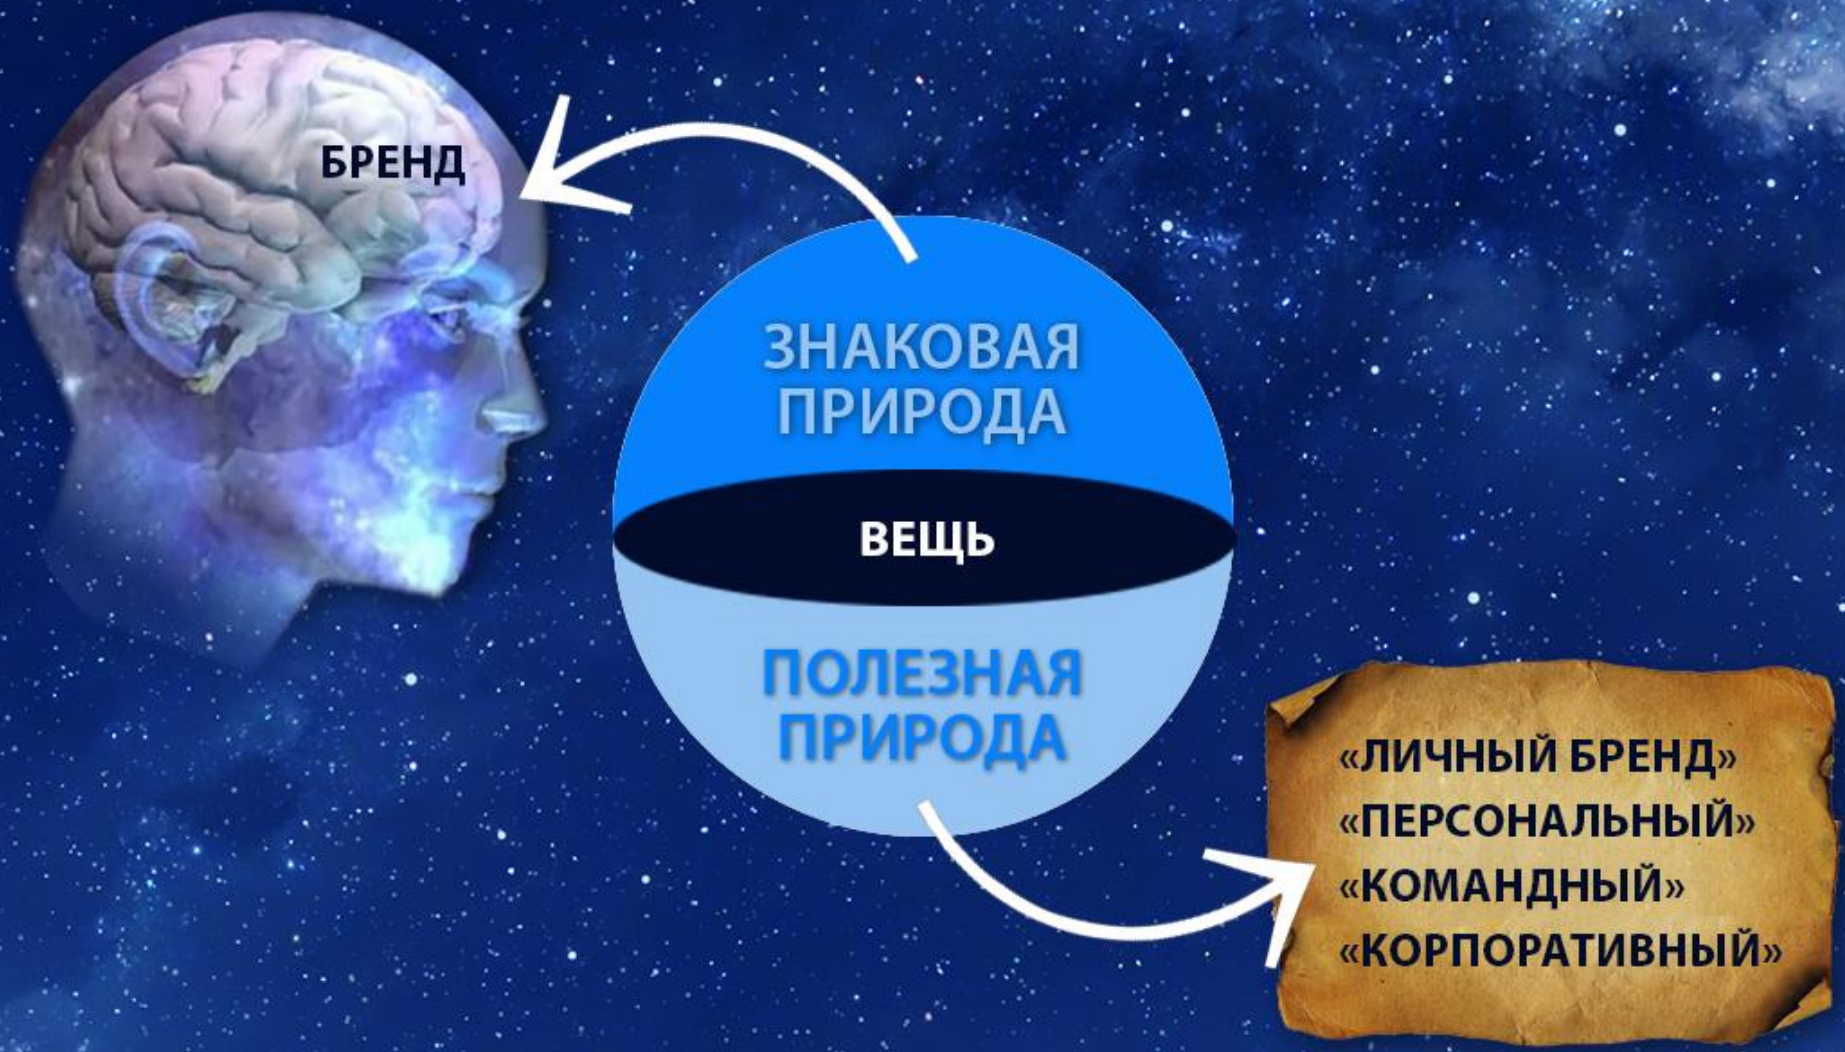 БРЕНД
ЗНАКОВАЯ
ПРИРОДА
ВЕЩЬ
ПОЛЕЗНАЯ
ПРИРОДА
«ЛИЧНЫЙ БРЕНД»
«ПЕРСОНАЛЬНЫЙ»
«КОМАНДНЫЙ»
«КОРПОРАТИВНЫЙ»